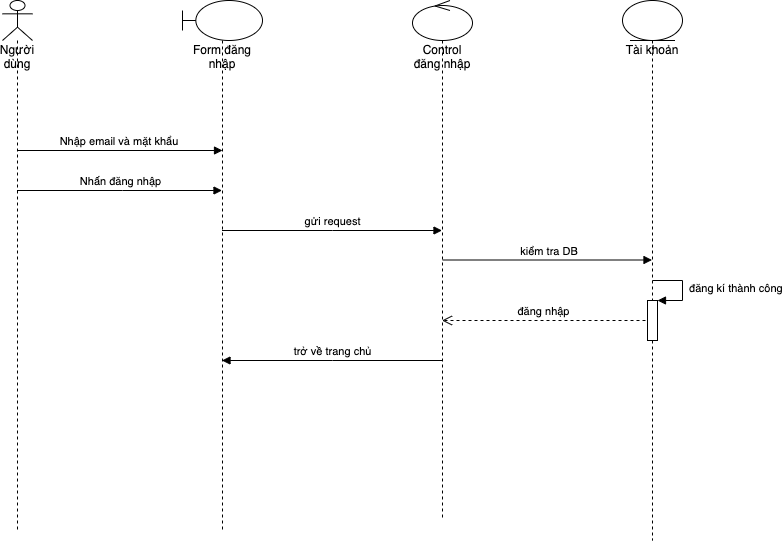 Người
dùng
Form đăng
nhập
Control
đăng nhập
Tài khoản
Nhập email và mặt khẩu
Nhấn đăng nhập
gửi request
kiểm tra DB
đăng kí thành công
đăng nhập
trở về trang chủ